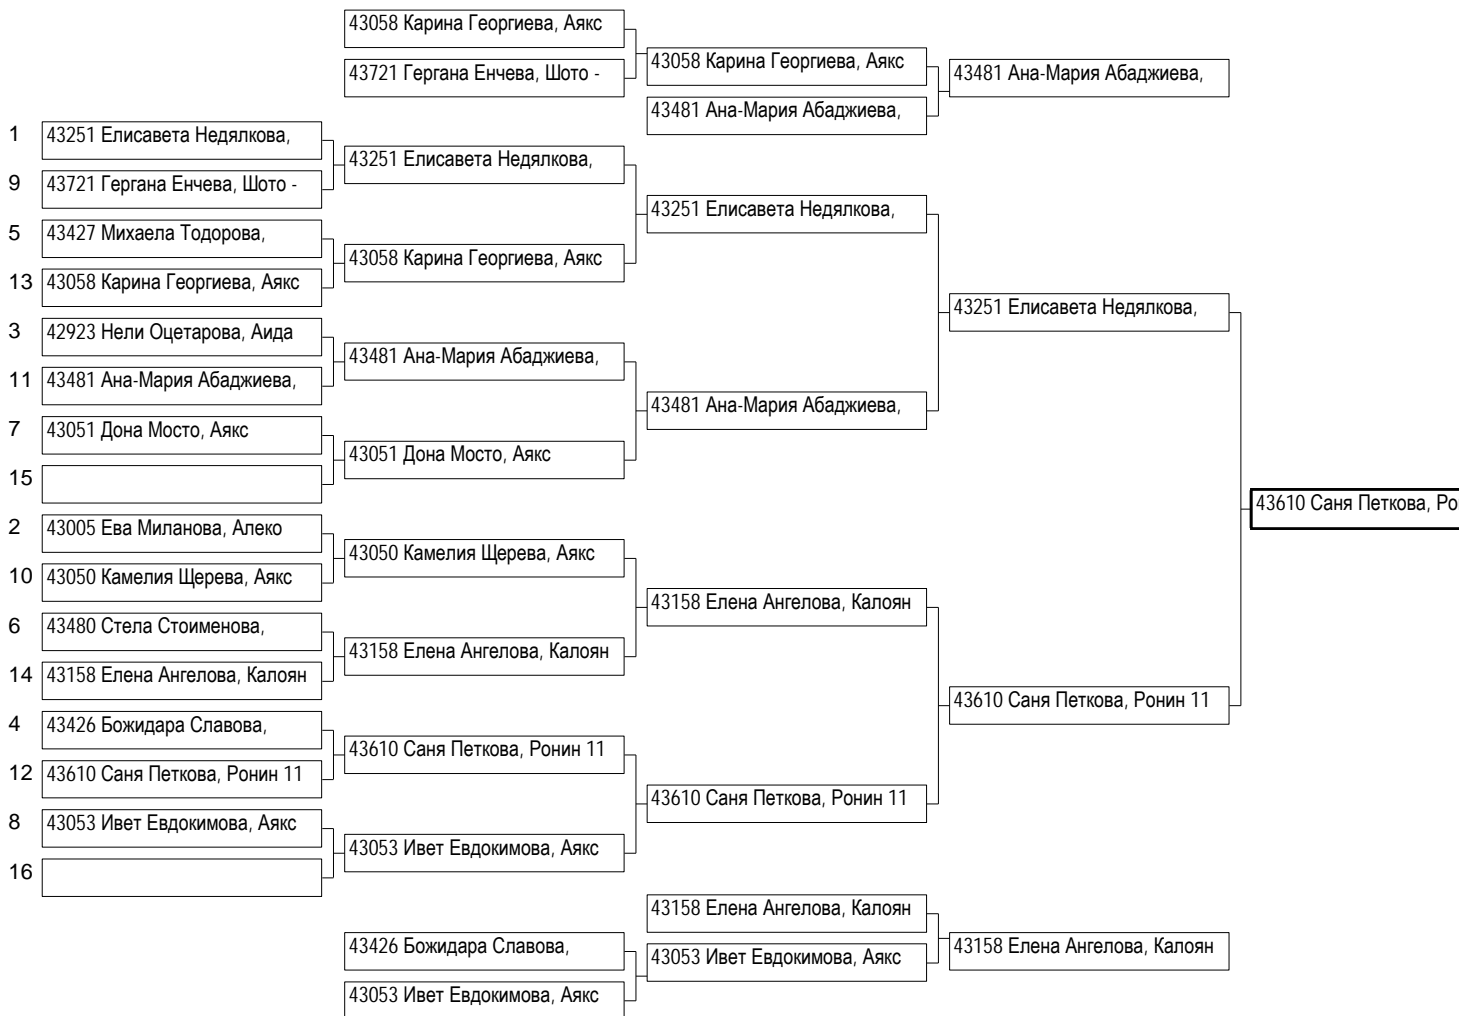 43058 Карина Георгиева, Аякс
43721 Гергана Енчева, Шото -
43058 Карина Георгиева, Аякс
43481 Ана-Мария Абаджиева,
43481 Ана-Мария Абаджиева,
1 43251 Елисавета Недялкова,
9 43721 Гергана Енчева, Шото -
5 43427 Михаела Тодорова,
13 43058 Карина Георгиева, Аякс
3 42923 Нели Оцетарова, Аида
11 43481 Ана-Мария Абаджиева,
7 43051 Дона Мосто, Аякс
15
2 43005 Ева Миланова, Алеко
10 43050 Камелия Щерева, Аякс
6 43480 Стела Стоименова,
14 43158 Елена Ангелова, Калоян
4 43426 Божидара Славова,
12 43610 Саня Петкова, Ронин 11
8 43053 Ивет Евдокимова, Аякс
16
43251 Елисавета Недялкова,
43058 Карина Георгиева, Аякс
43481 Ана-Мария Абаджиева,
43051 Дона Мосто, Аякс
43050 Камелия Щерева, Аякс
43158 Елена Ангелова, Калоян
43610 Саня Петкова, Ронин 11
43053 Ивет Евдокимова, Аякс
43251 Елисавета Недялкова,
43481 Ана-Мария Абаджиева,
43158 Елена Ангелова, Калоян
43610 Саня Петкова, Ронин 11
43251 Елисавета Недялкова,
43610 Саня Петкова, Ронин 11
43610 Саня Петкова,
43426 Божидара Славова,
43053 Ивет Евдокимова, Аякс
43158 Елена Ангелова, Калоян
43053 Ивет Евдокимова, Аякс
43158 Елена Ангелова, Калоян